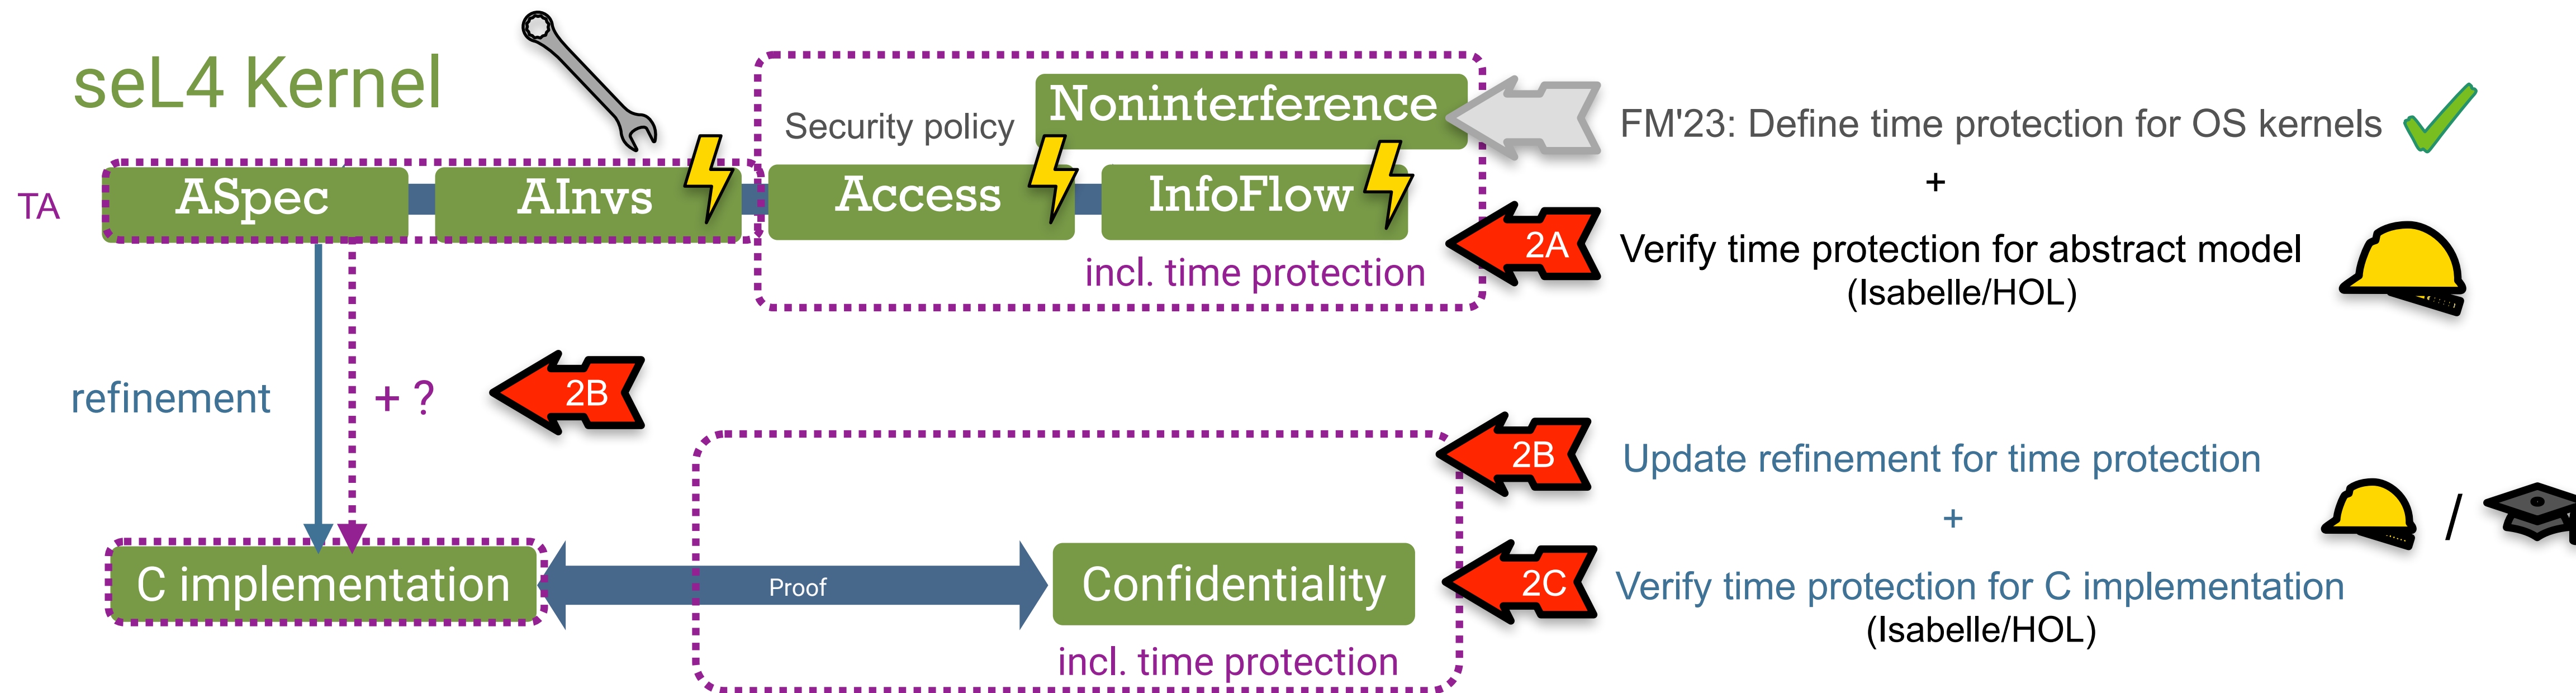 seL4 Kernel
Noninterference
Security policy
FM'23: Define time protection for OS kernels
+
TA
ASpec
AInvs
Access
InfoFlow
2A
Verify time protection for abstract model
(Isabelle/HOL)
incl. time protection
refinement
+ ?
2B
2B
Update refinement for time protection
+
/
C implementation
Proof
Confidentiality
2C
Verify time protection for C implementation
(Isabelle/HOL)
incl. time protection